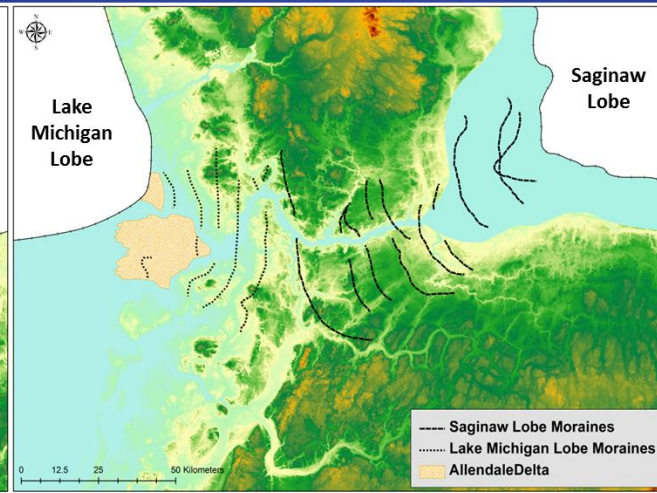 N
W E
S
Lake
Michigan
Lobe
Saginaw
Lobe
Saginaw Lobe Moraines
Lake Michigan Lobe Moraines
AllendaleDelta
0 12.5 25 50 Kilometers